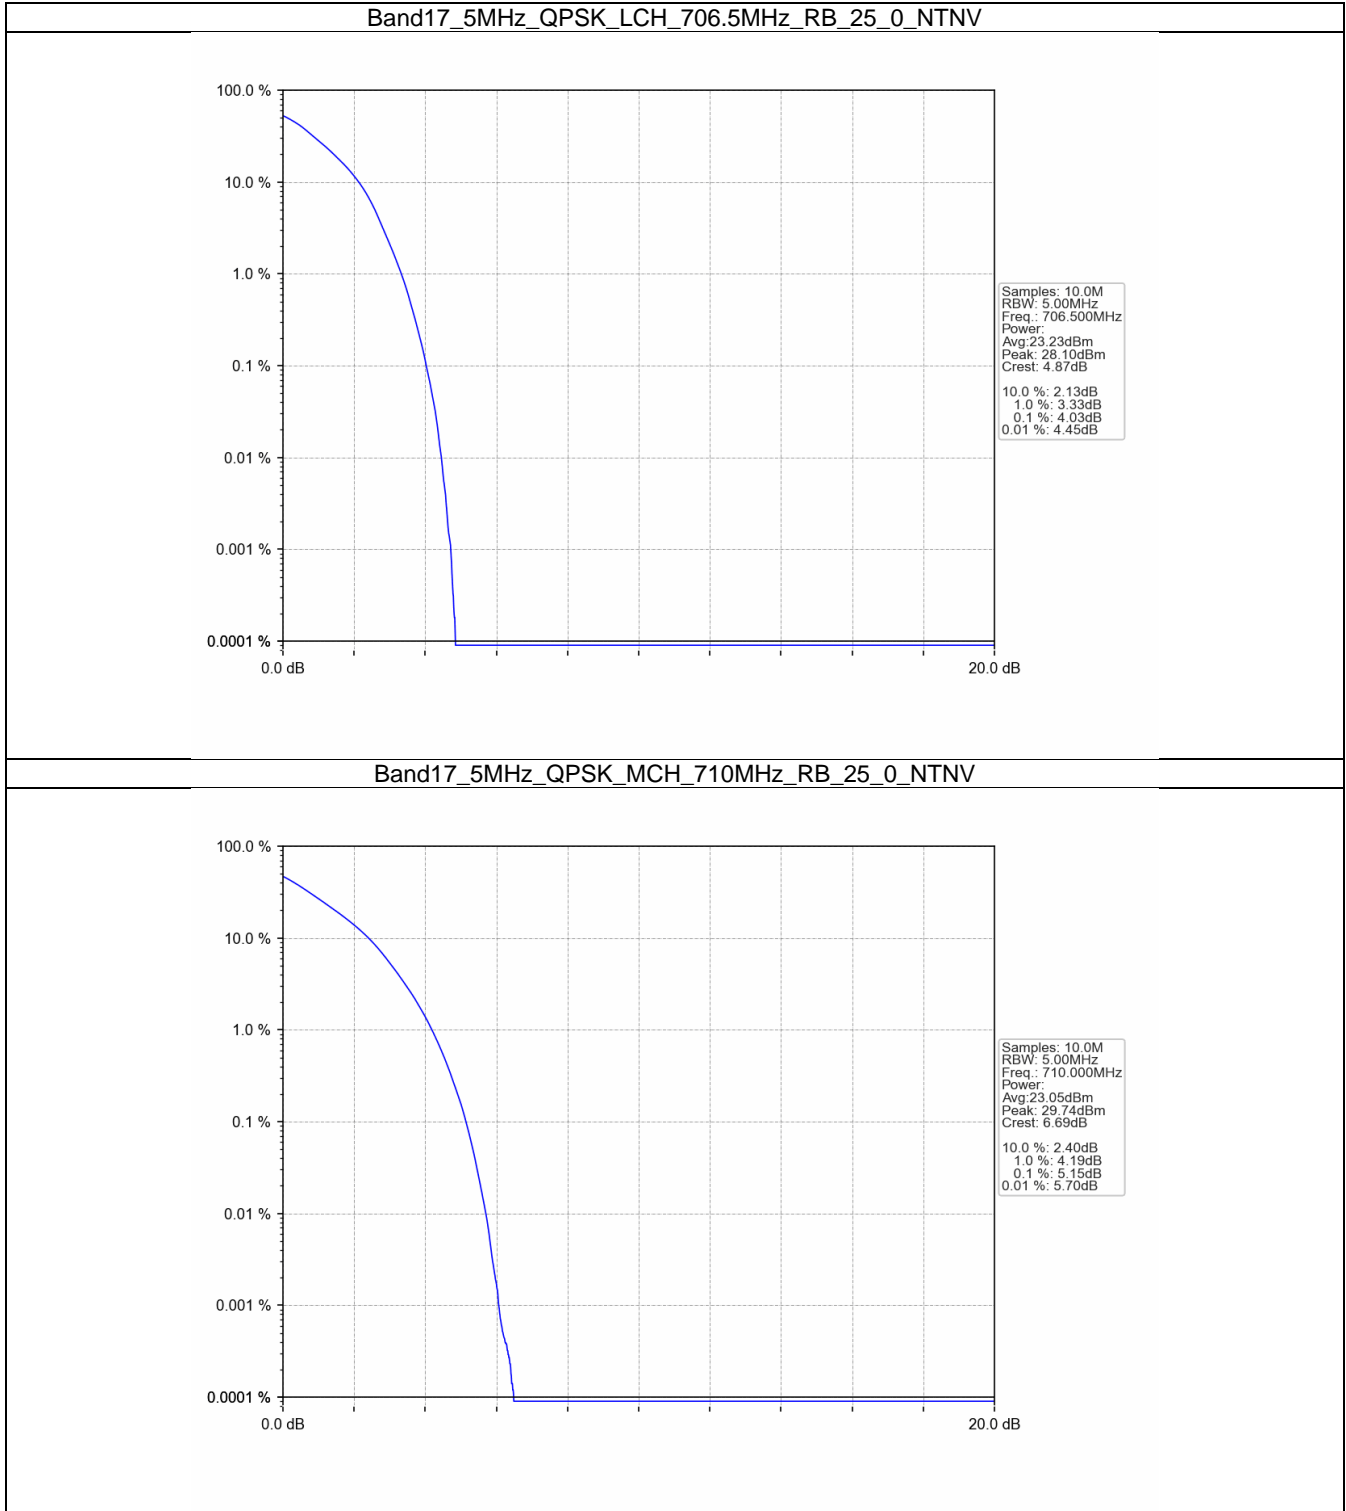 Band17_5MHz_QPSK_LCH_706.5MHz_RB_25_0_NTNV
100.0 %
10.0 %
1.0 %
0.1 %
0.01 %
0.001 %
0.0001 %
0.0 dB
20.0 dB
Samples: 10.0M
RBW: 5.00MHz
Freq.: 706.500MHz
Power:
Avg:23.23dBm
Peak: 28.10dBm
Crest: 4.87dB
10.0 %: 2.13dB
1.0 %: 3.33dB
0.1 %: 4.03dB
0.01 %: 4.45dB
Band17_5MHz_QPSK_MCH_710MHz_RB_25_0_NTNV
100.0 %
10.0 %
1.0 %
0.1 %
0.01 %
0.001 %
0.0001 %
0.0 dB
20.0 dB
Samples: 10.0M
RBW: 5.00MHz
Freq.: 710.000MHz
Power:
Avg:23.05dBm
Peak: 29.74dBm
Crest: 6.69dB
10.0 %: 2.40dB
1.0 %: 4.19dB
0.1 %: 5.15dB
0.01 %: 5.70dB